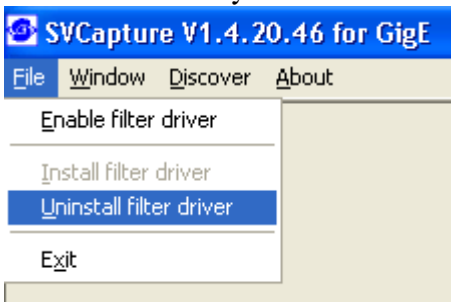 SVCapture V1.4.20.46 for GigE
File Window Discover About
Enable filter driver
Install filter driver
Uninstall filter driver
Exit